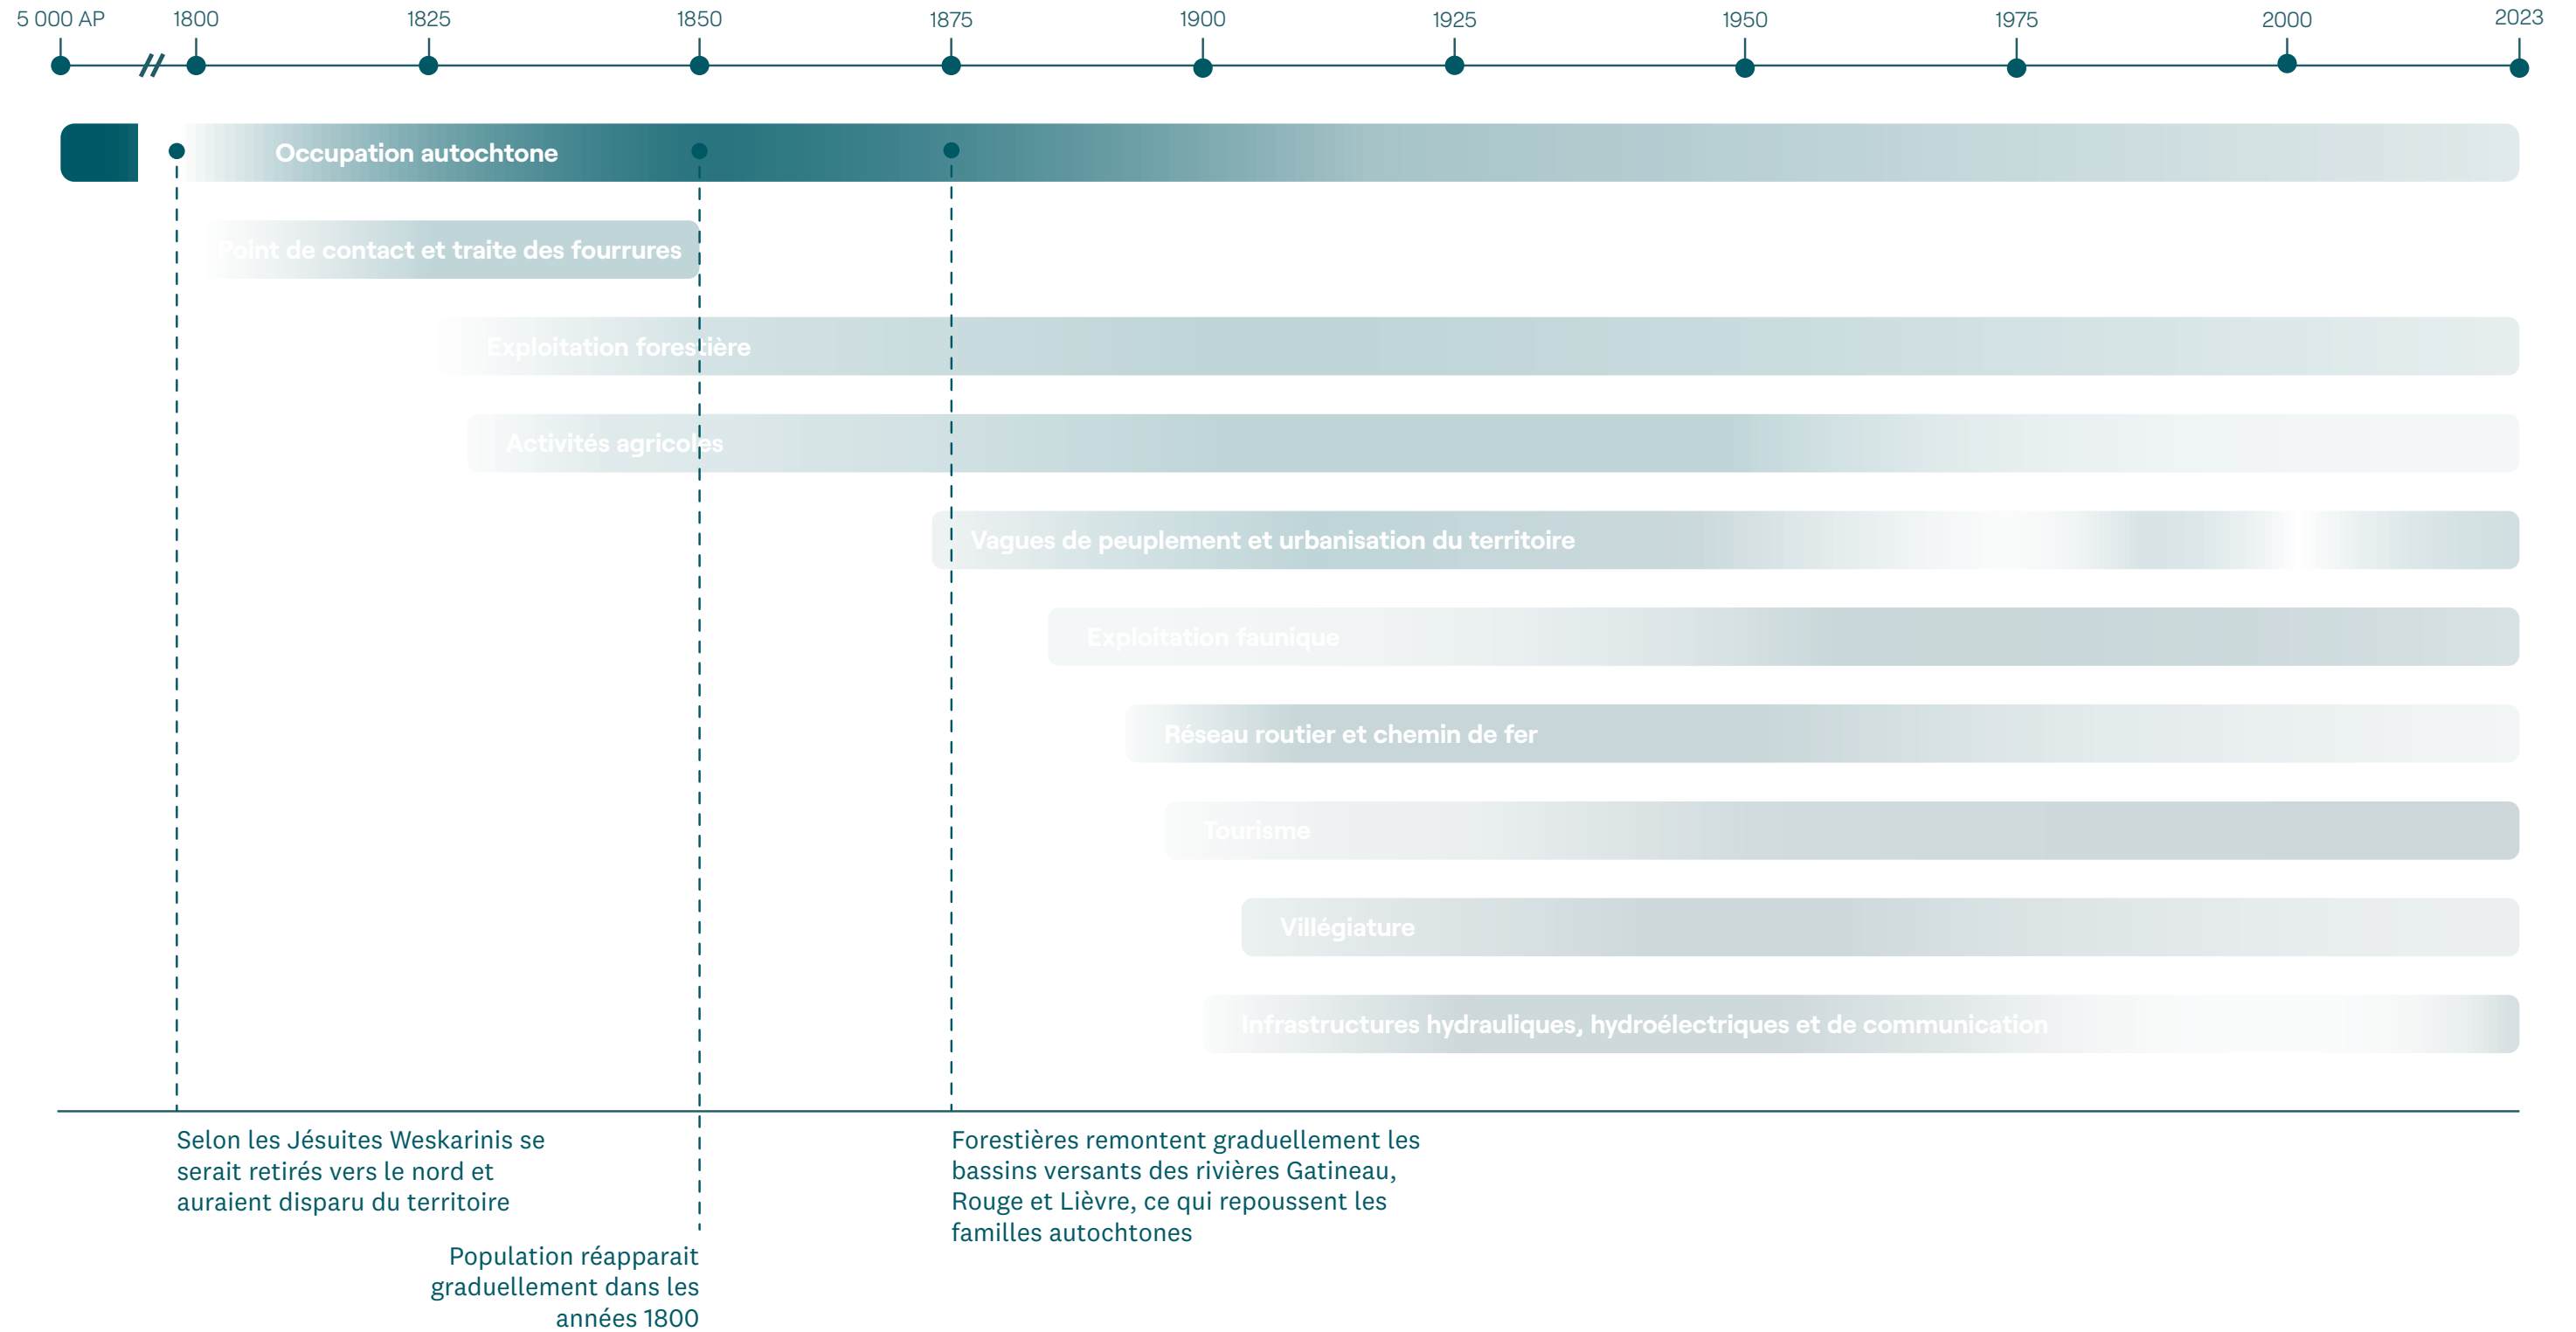 5 000 AP
1800
1825
1850
1875
1900
1925
1950
1975
2000
2023
Occupation autochtone
Point de contact et traite des fourrures
Exploitation forestière
Activités agricoles
Vagues de peuplement et urbanisation du territoire
Exploitation faunique
Réseau routier et chemin de fer
Tourisme
Villégiature
Infrastructures hydrauliques, hydroélectriques et de communication
Selon les Jésuites Weskarinis se
serait retirés vers le nord et
auraient disparu du territoire
Population réapparait
graduellement dans les
années 1800
Forestières remontent graduellement les
bassins versants des rivières Gatineau,
Rouge et Lièvre, ce qui repoussent les
familles autochtones